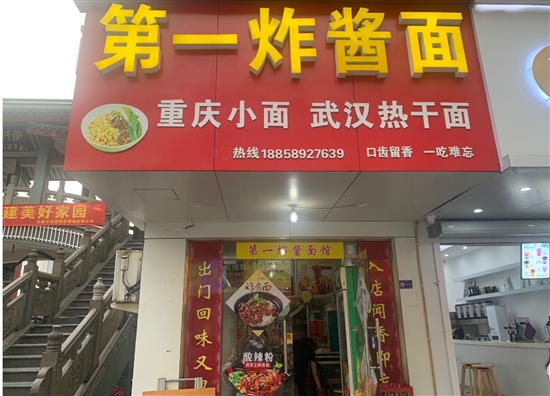 第一炸酱面
重庆小面 武汉热干面
热线18858927639 口齿留香 一吃难忘
建美好家园
第一炸酱面馆
出门回味又
入店闻香
炸酱面
酸辣粉